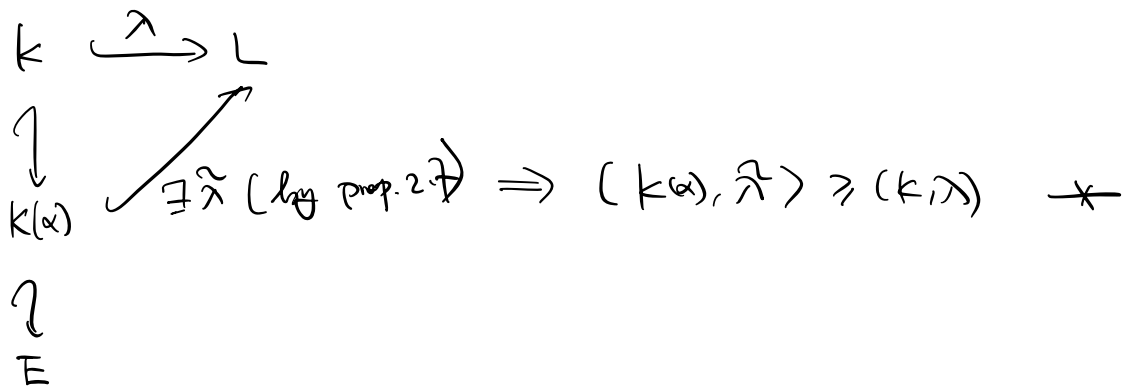 K λ L
K(α) ∃ λ̃ (by prop. 2.7) ⟹ (K(α), λ̃) ≥ (K, λ)
E